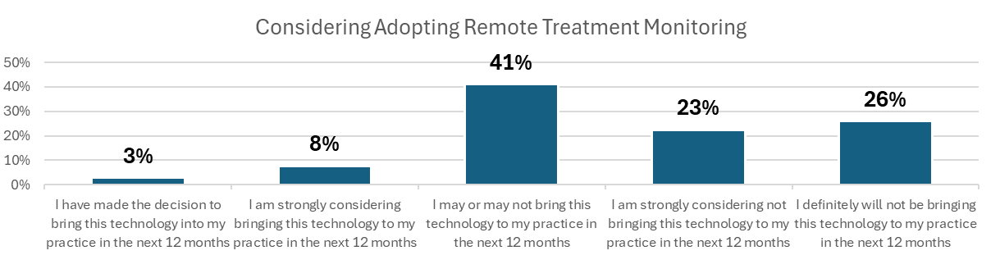 Considering Adopting Remote Treatment Monitoring
50%
40%
30%
20%
10%
0%
3%
8%
41%
23%
26%
I have made the decision to
bring this technology into my
practice in the next 12 months
I am strongly considering
bringing this technology to my
practice in the next 12 months
I may or may not bring this
technology to my practice in
the next 12 months
I am strongly considering not
bringing this technology to my
practice in the next 12 months
I definitely will not be bringing
this technology to my practice
in the next 12 months